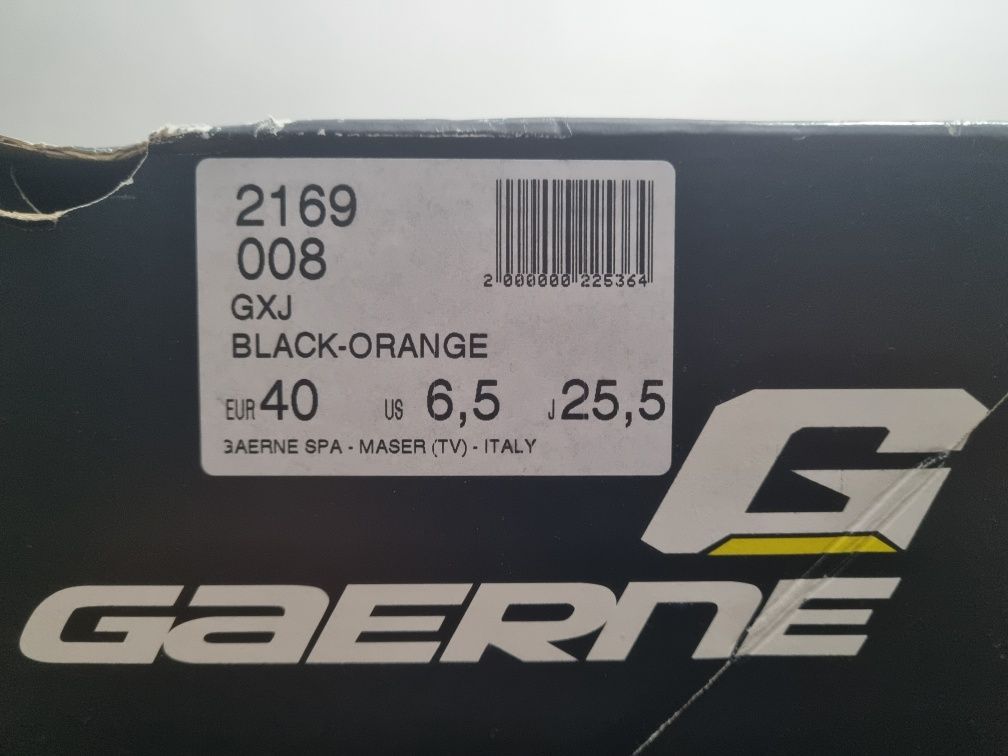 2169
008
2 000000 225364
GXJ
BLACK-ORANGE
EUR 40 US 6,5 J 25,5
GAERNE SPA - MASER (TV) - ITALY
G
GAERNE